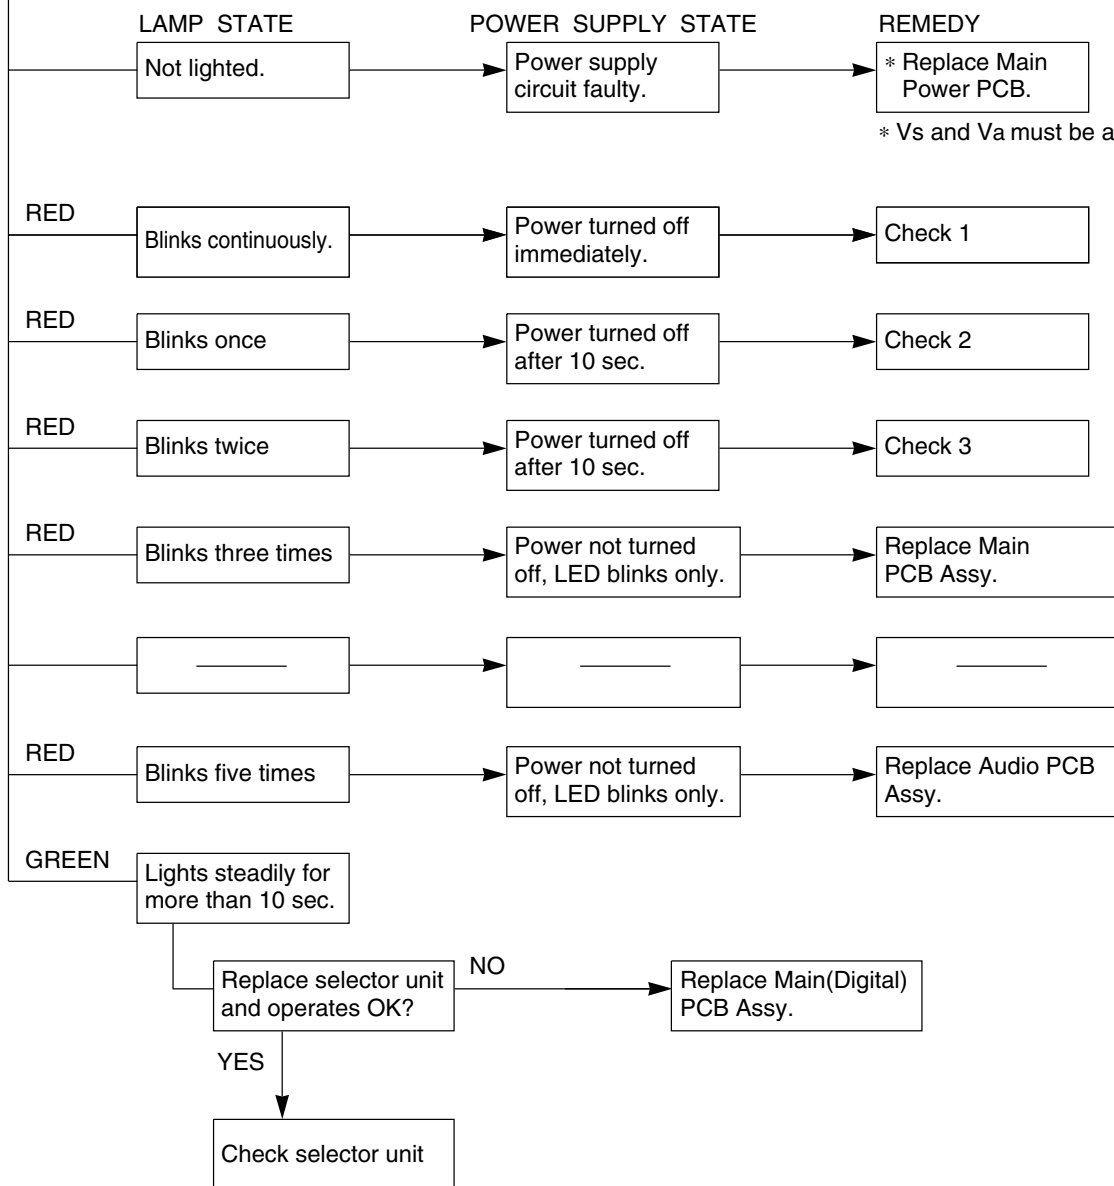 LAMP STATE
POWER SUPPLY STATE
REMEDY
Not lighted.
Power supply
circuit faulty.
* Replace Main
Power PCB.
* Vs and Va must be a
RED
Blinks continuously.
Power turned off
immediately.
Check 1
RED
Blinks once
Power turned off
after 10 sec.
Check 2
RED
Blinks twice
Power turned off
after 10 sec.
Check 3
RED
Blinks three times
Power not turned
off, LED blinks only.
Replace Main
PCB Assy.
RED
Blinks five times
Power not turned
off, LED blinks only.
Replace Audio PCB
Assy.
GREEN
Lights steadily for
more than 10 sec.
Replace selector unit
and operates OK?
NO
Replace Main(Digital)
PCB Assy.
YES
Check selector unit